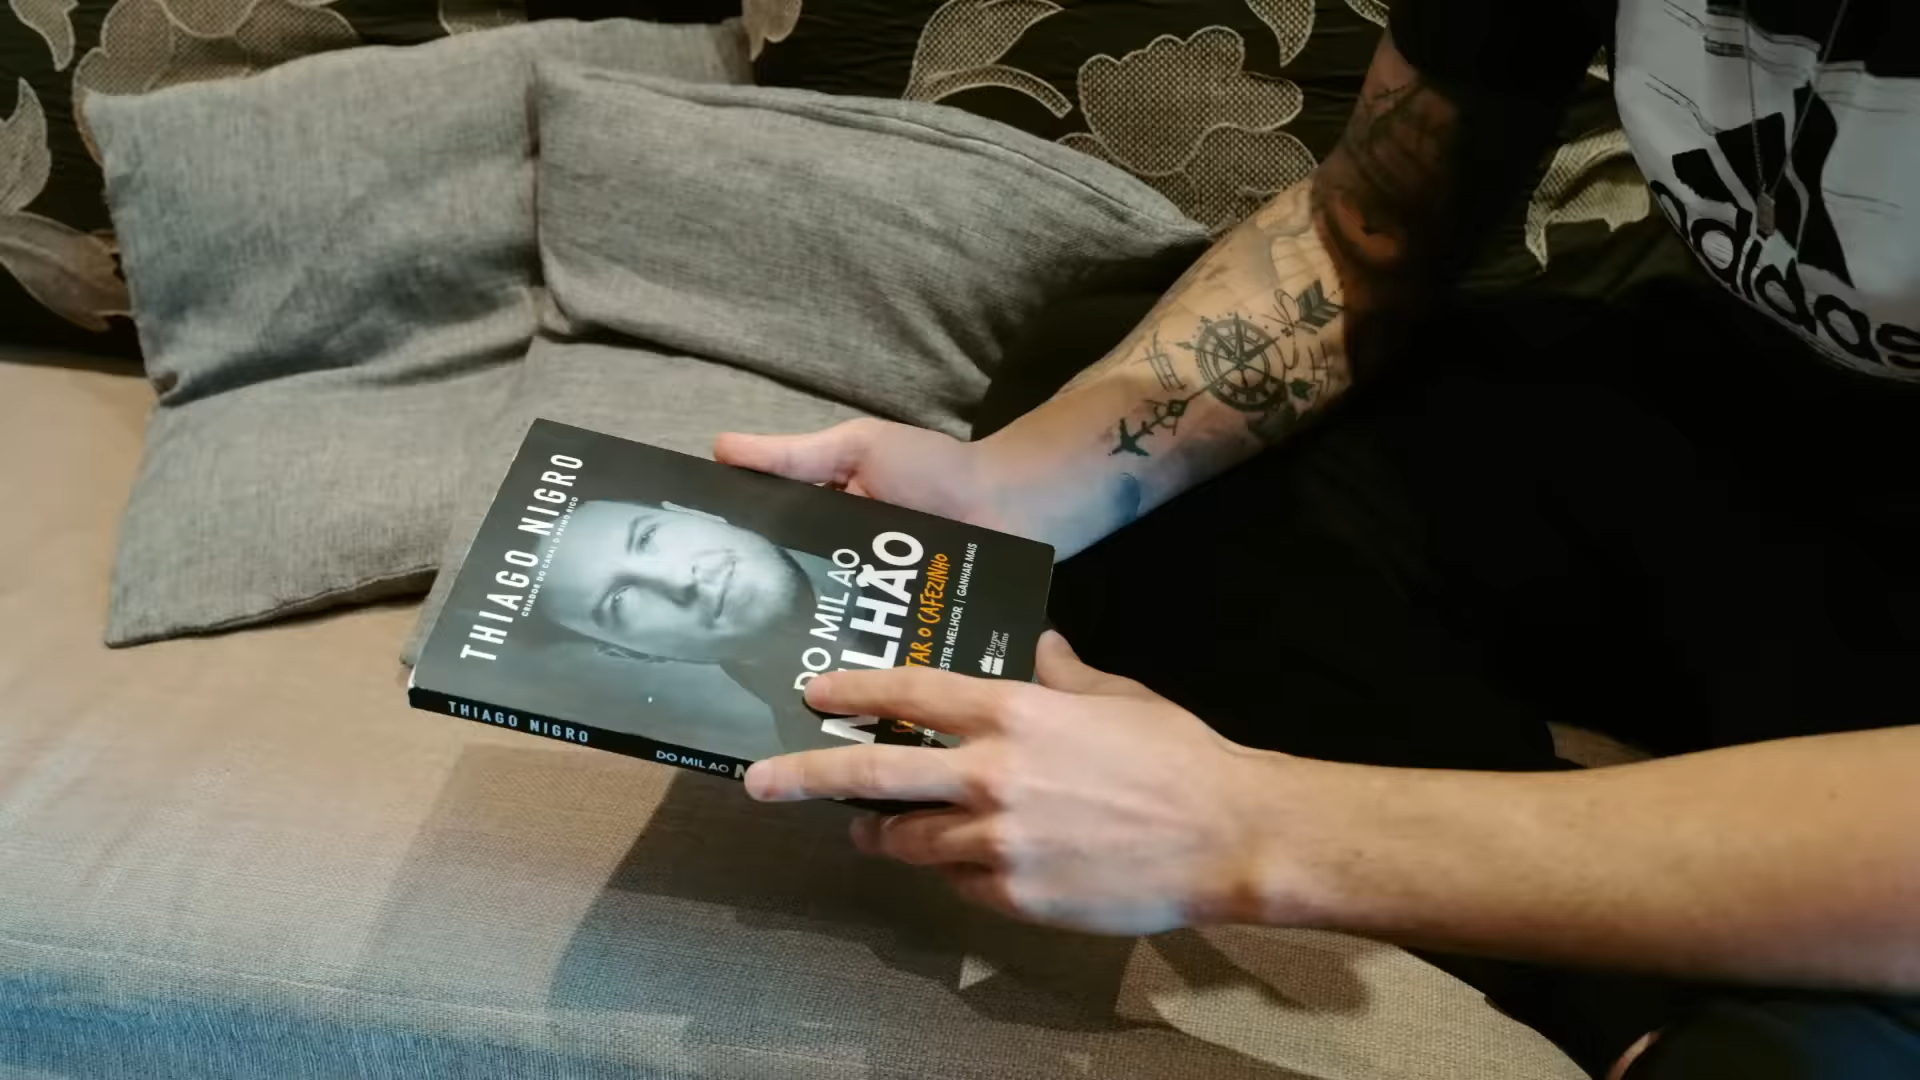 THIAGO NIGRO
CRIADOR DO CANAL O PRIMO RICO
DO MIL AO
LHÃO
TAR O CAFEZINHO
ESTIR MELHOR | GANHAR MAIS
Harper
Collins
THIAGO NIGRO
DO MIL AO
adidas